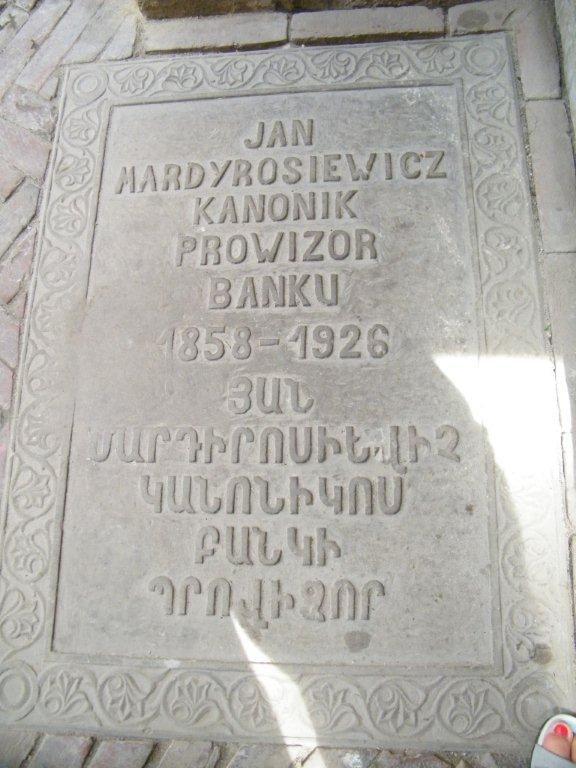 JAN
MARDYROSIEWICZ
KANONIK
PROWIZOR
BANKU
1858-1926
ՅԱՆ
ՄԱՐԴԻՐՈՍԻԵՎԻՉ
ԿԱՆՈՆԻԿՈՍ
ԲԱՆԿԻ
ՊՐՈՎԻԶՈՐ